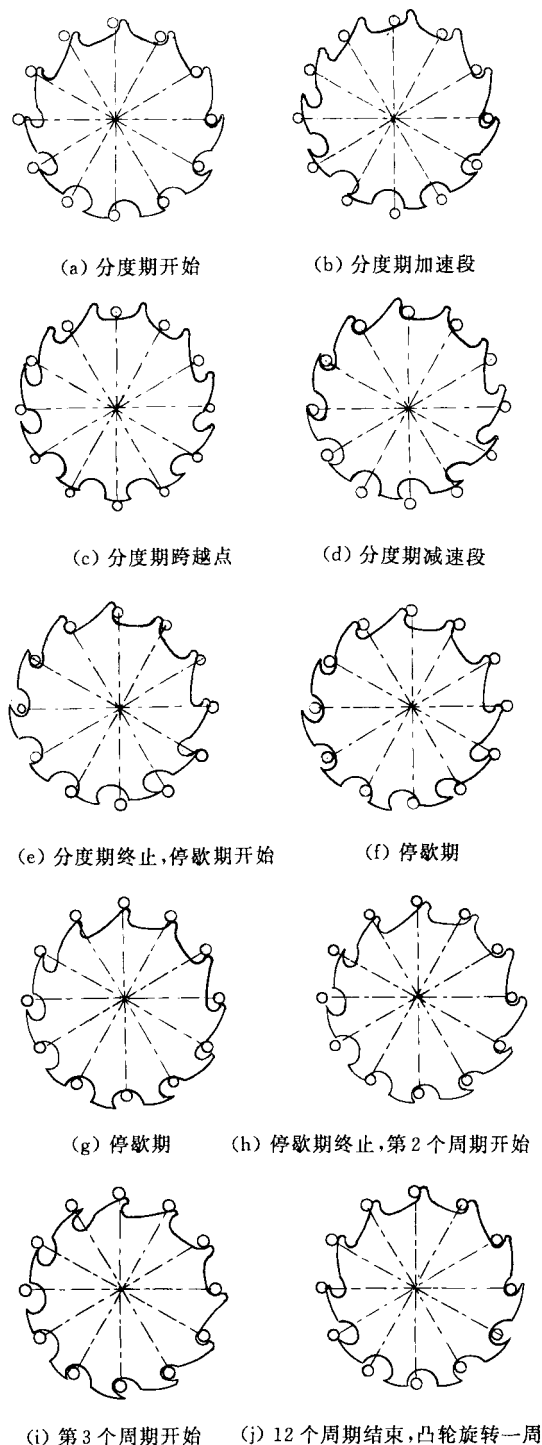 (a) 分度期开始
(b) 分度期加速段
(c) 分度期跨越点
(d) 分度期减速段
(e) 分度期终止,停歇期开始
(f) 停歇期
(g) 停歇期
(h) 停歇期终止,第2个周期开始
(i) 第3个周期开始
(j) 12个周期结束,凸轮旋转一周